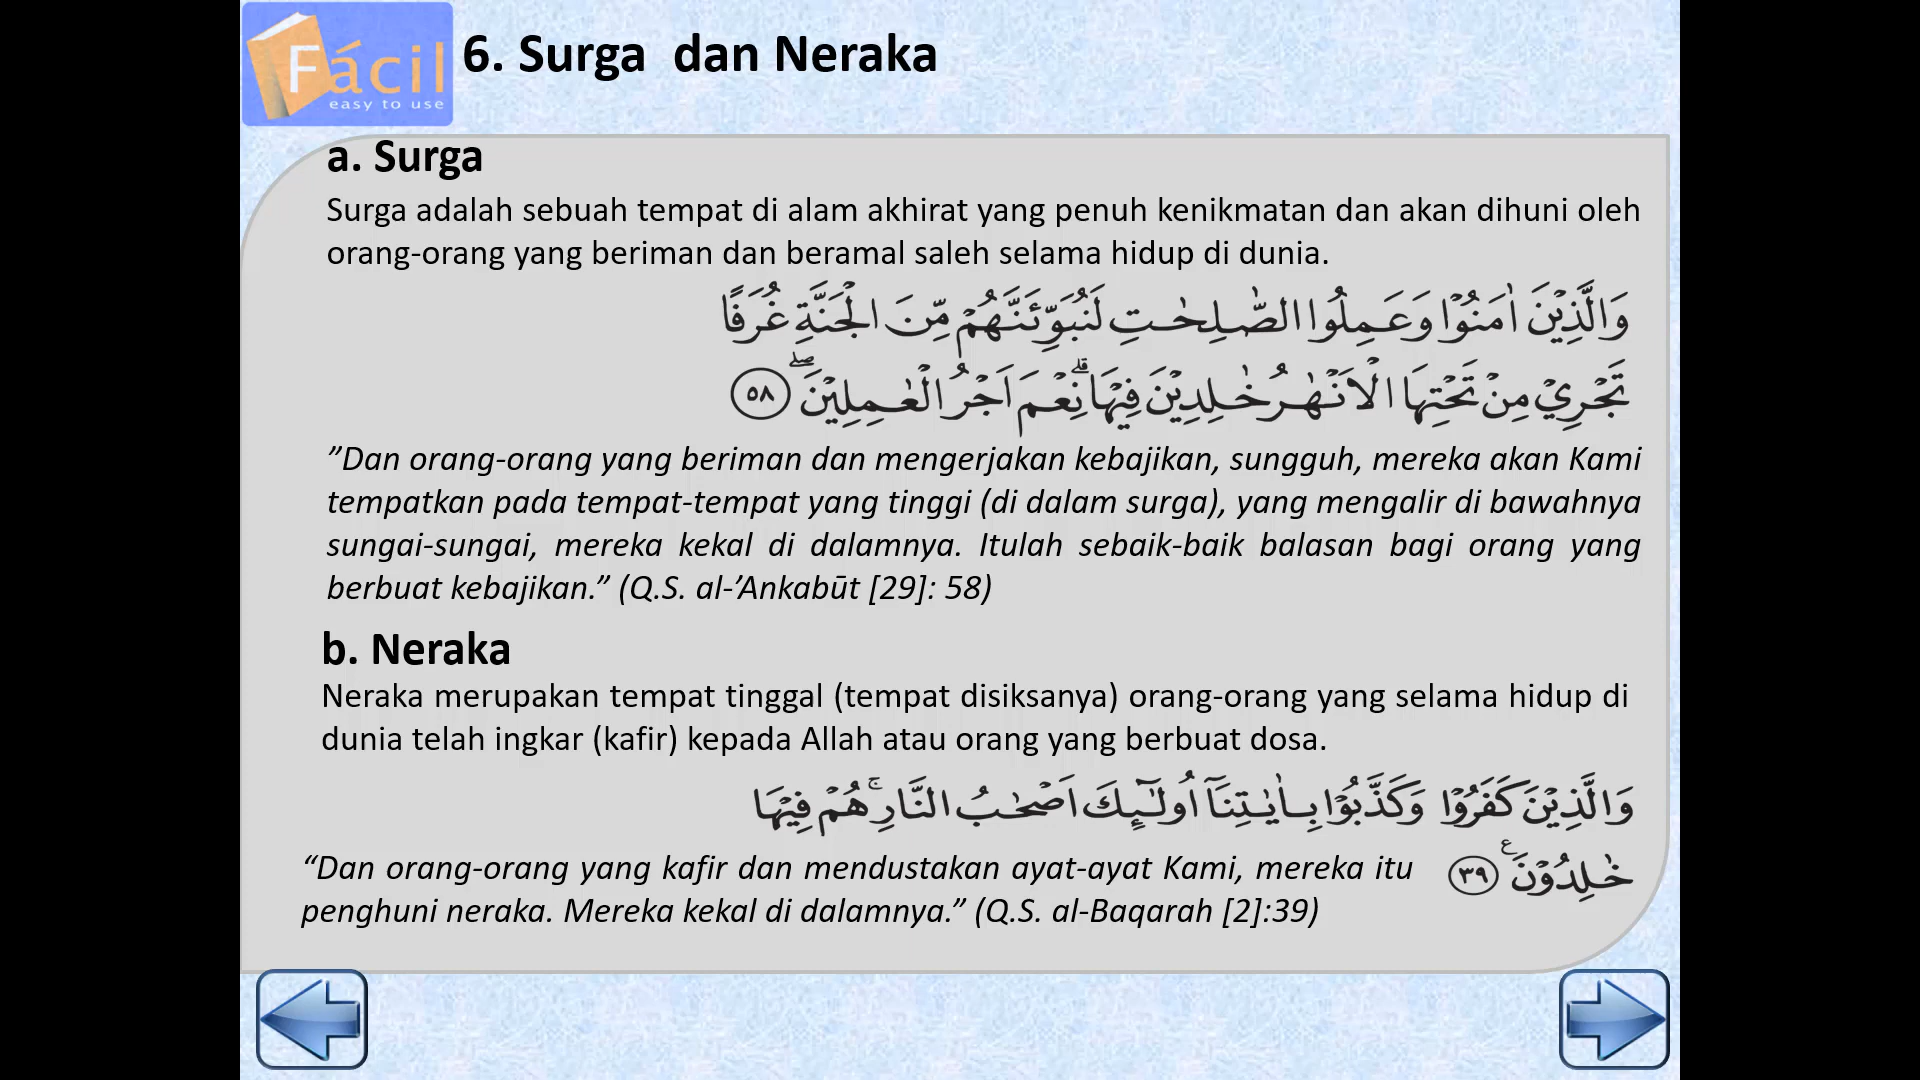 Fácil
easy to use
6. Surga dan Neraka
a. Surga
Surga adalah sebuah tempat di alam akhirat yang penuh kenikmatan dan akan dihuni oleh
orang-orang yang beriman dan beramal saleh selama hidup di dunia.
وَالَّذِيْنَ اٰمَنُوْا وَعَمِلُوا الصّٰلِحٰتِ لَنُبَوِّئَنَّهُمْ مِّنَ الْجَنَّةِ غُرَفًا
تَجْرِيْ مِنْ تَحْتِهَا الْاَنْهٰرُ خٰلِدِيْنَ فِيْهَاۗ نِعْمَ اَجْرُ الْعٰمِلِيْنَۖ ٥٨
”Dan orang-orang yang beriman dan mengerjakan kebajikan, sungguh, mereka akan Kami
tempatkan pada tempat-tempat yang tinggi (di dalam surga), yang mengalir di bawahnya
sungai-sungai, mereka kekal di dalamnya. Itulah sebaik-baik balasan bagi orang yang
berbuat kebajikan.” (Q.S. al-’Ankabūt [29]: 58)
b. Neraka
Neraka merupakan tempat tinggal (tempat disiksanya) orang-orang yang selama hidup di
dunia telah ingkar (kafir) kepada Allah atau orang yang berbuat dosa.
وَالَّذِيْنَ كَفَرُوْا وَكَذَّبُوْا بِاٰيٰتِنَآ اُولٰۤىِٕكَ اَصْحٰبُ النَّارِۚ هُمْ فِيْهَا
خٰلِدُوْنَ ࣖ ٣٩
“Dan orang-orang yang kafir dan mendustakan ayat-ayat Kami, mereka itu
penghuni neraka. Mereka kekal di dalamnya.” (Q.S. al-Baqarah [2]:39)